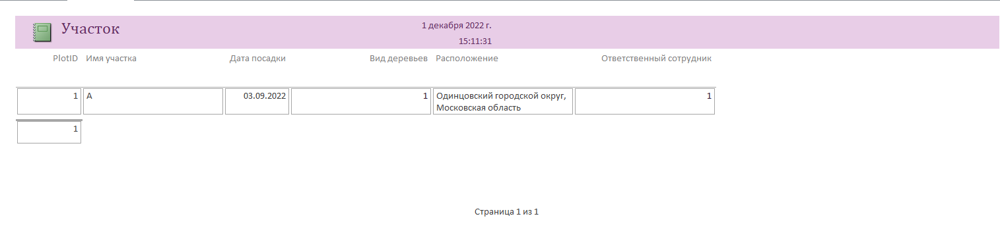 Участок
1 декабря 2022 г.
15:11:31
PlotID Имя участка Дата посадки Вид деревьев Расположение Ответственный сотрудник
1 А 03.09.2022 1 Одинцовский городской округ, 1
Московская область
1
Страница 1 из 1